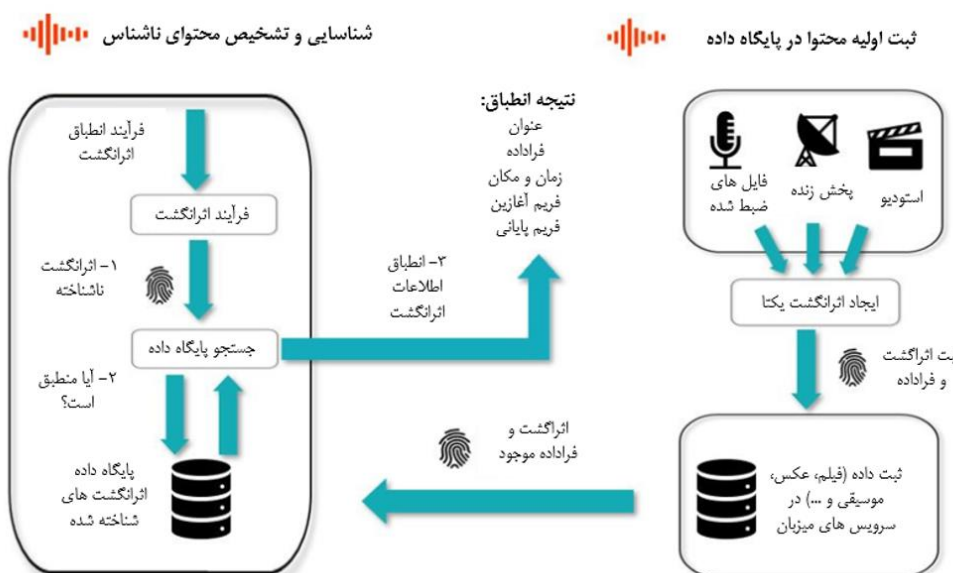 ثبت اولیه محتوا در پایگاه داده
استودیو
پخش زنده
فایل های
ضبط شده
ایجاد اثرانگشت یکتا
اثراگشت
و فراداده
ثبت داده (فیلم، عکس،
موسیقی و ...) در
سرویس های میزبان
اثراگشت و
فراداده موجود
شناسایی و تشخیص محتوای ناشناس
فرآیند انطباق
اثرانگشت
فرآیند اثرانگشت
۱- اثرانگشت
ناشناخته
جستجو پایگاه داده
۲- آیا منطبق
است؟
پایگاه داده
اثرانگشت های
شناخته شده
۳- انطباق
اطلاعات
اثرانگشت
نتیجه انطباق:
عنوان
فراداده
زمان و مکان
فریم آغازین
فریم پایانی